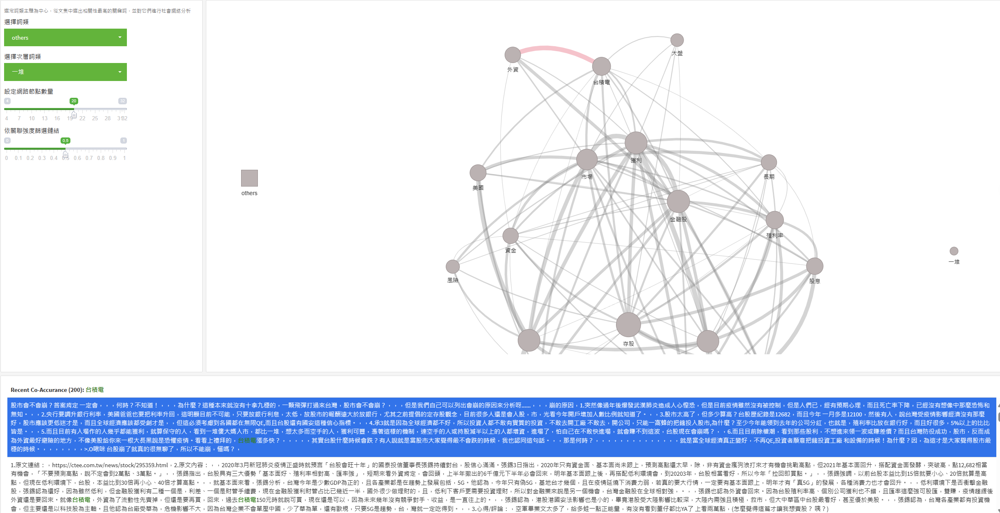 選定詞類主題為中心，從文集中選出相關性最高的關鍵詞，並對它們進行社會網絡分析
選擇詞類
others
選擇次層詞類
一堆
設定網路節點數量
4 20 32
4 7 10 13 16 19 22 25 28 31 32
依關聯強度篩選鏈結
0 0.5 1
0 0.1 0.2 0.3 0.4 0.5 0.6 0.7 0.8 0.9 1
大盤
外資
台積電
獲利
市場
長期
美國
others
金融股
殖利率
資金
一堆
風險
股息
存股
Recent Co-Accurance (200): 台積電
股市會不會崩？答案肯定 一定會，，，何時？不知道！，，，為什麼？這種本來就沒有十拿九穩的，一顆飛彈打過來台灣，股市會不會崩？，，，但是我們自己可以列出會崩的原因來分析呀......，，，崩的原因，1.突然像過年後爆發武漢肺炎造成人心惶恐，但是目前疫情雖然沒有被控制，但是人們已，經有預期心理，而且死亡率下降，已經沒有想像中那麼恐怖和
無知。，，2.央行要調升銀行利率，美國爸爸也要把利率升回，這明顯目前不可能，只要放銀行利息，太低，放股市的報酬遠大於放銀行，尤其之前提倡的定存股觀念，目前很多人還是會入股，市，光看今年開戶增加人數比例就知道了。，，3.股市太高了，但多少算高？台股歷紀錄是12682，而且今年 一月多是12100，然後有人，說台灣受疫情影響經濟沒有那麼
好，股市應該更低迷才是，而且全球經濟應該都受創才是，，但這必須考慮到各國都在無限QE,而且台股還有國安這種信心指標。，，4.承3就是因為全球經濟都不好，所以投資人都不敢有實質的投資，不敢去開工廠 不敢去，開公司，只能一窩蜂的把錢投入股市,為什麼？至少今年能領到去年的公司分紅，也就是，殖利率比放在銀行好，而且好很多，5%以上的比比
皆是。，，5.而且目前有入場作的人幾乎都能獲利，就算保守的人，看到一堆傻大媽入市，都比一堆，想太多而空手的人，獲利可豐，憑著這樣的機制，連空手的人或持股減半以上的人都增資，進場了，怕自己在不敢快進場，就會賺不到這波，台股現在會崩嗎？，，6.而且目前除權潮，看到那些股利，不想進來領一波或賺差價？而且台灣防役成功，股市，反而成
為外資最好避險的地方，不像美股給你來一根大長黑說是恐懼疫情。看看上禮拜的，台積電漲多快？，，，，，其實台股什麼時候會跌？有人說就是當股市大家覺得最不會跌的時候，我也認同這句話。，，那是何時？，，，，，，，，，，，，，就是當全球經濟真正變好，不再QE,投資者願意把錢投資工廠 和設備的時候！為什麼？因，為這才是大家覺得股市最
穩的時候。，，，，，，，>.O啾咪 台股崩了就真的很無聊了，所以不能崩，懂嗎？，
1.原文連結：，https://ctee.com.tw/news/stock/295359.html，2.原文內容：，，2020年3月新冠肺炎疫情正盛時就預言「台股會旺十年」的國泰投信董事長張錫持續對台，股信心滿滿。張錫3日指出，2020年只有資金面、基本面尚未跟上，預測高點還太早，除，非有資金瘋狗浪打來才有機會挑戰高點，但2021年基本面回升，搭配資金面發酵，突破高，點12,682相當
有機會，「不要預測高點，說不定會到2萬點、3萬點。」，，張錫指出，台股具有三大優勢「基本面好、殖利率相對高、匯率強」，短期來看外資肯定，會回頭，上半年撤出的6千億元下半年必會回來，明年基本面跟上後，再搭配低利環境會，到20203年，台股相當看好，所以今年「拉回即買點。」，，張錫強調，以前台股本益比到15倍就要小心、20倍就算是高
點，但現在低利環境下，台股，本益比到30倍再小心、40倍才算高點。，，就基本面來看，張錫分析，台灣今年是少數GDP為正的，且各產業都是在趨勢上發展包括，5G。他認為，今年只有偽5G，基地台才幾個，且在疫情延燒下消費力弱，若真的要大行情，一定要有基本面跟上，明年才有「真5G」的發展，各種消費力也才會回升。，，低利環境下是否衝擊金融
股，張錫認為還好，因為雖然低利，但金融股獲利有二種一個是，利差、一個是財管手續費，現在金融股獲利財管占比已幾近一半，國外很少做理財的，且，低利下客戶更需要投資理財，所以對金融業來說是另一個機會，台灣金融股在全球相對強，。，，張錫也認為外資會回來。因為台股殖利率高、個別公司獲利也不錯，且匯率這麼強可股匯，雙賺，疫情趨緩後
外資還是要回來。就像台積電，外資為了流動性先賣掉，但還是要再買，回來，過去台積電150元時就說可買，現在還是可以，因為未來幾年沒有競爭對手、收益，是一直往上的。，，張錫認為，港股港國安法影響也是小的，畢竟港股受大陸影響比較深，大陸內需強且積極，救市，但大中華區中台股最看好，甚至優於美股。，，張錫認為，台灣各產業都有投資機
會，但主要還是以科技股為主軸。且他認為台廠受華為，危機影響不大，因為台灣企業不會單壓中國，少了華為單，還有歐規，只要5G是趨勢，台，灣就一定吃得到。，，3.心得/評論：，空軍畢業文太多了，給多蛙一點正能量，有沒有看到董仔都比YA了 上看兩萬點，(怎麼覺得這篇才讓我想賣股？ 咦？)